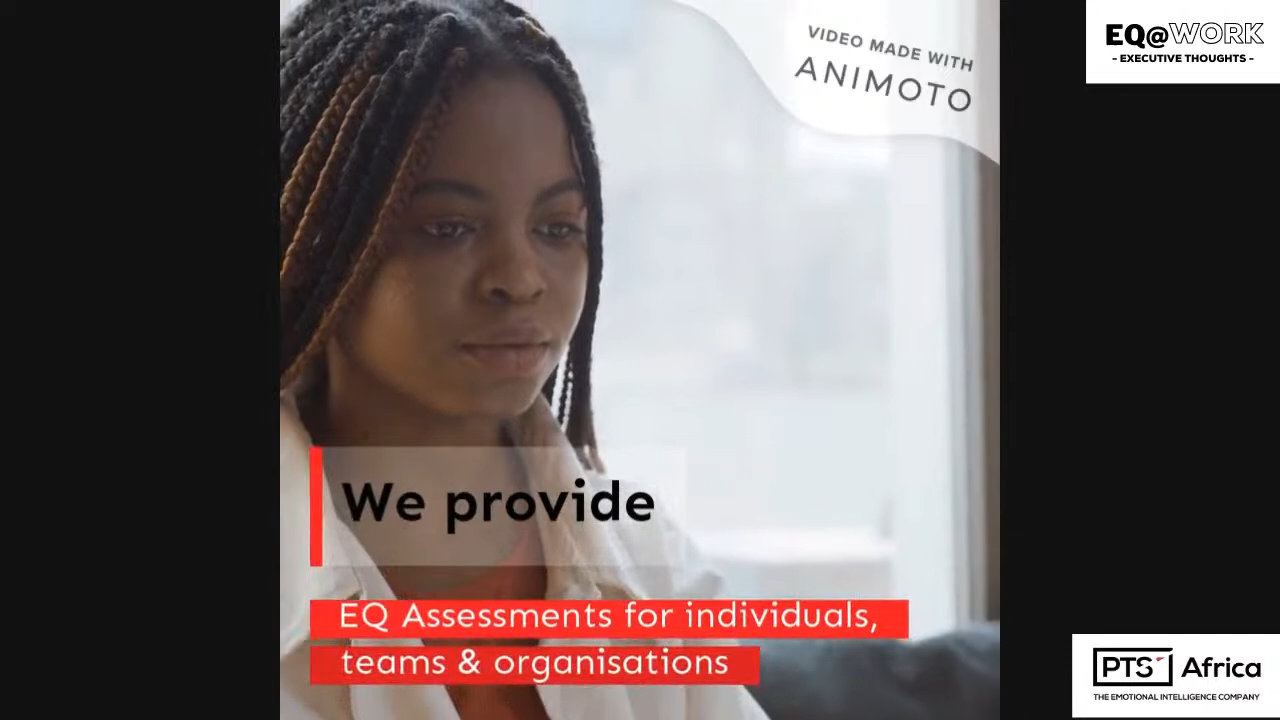 VIDEO MADE WITH
ANIMOTO
EQ@WORK
- EXECUTIVE THOUGHTS -
We provide
EQ Assessments for individuals,
teams & organisations
PTS Africa
THE EMOTIONAL INTELLIGENCE COMPANY